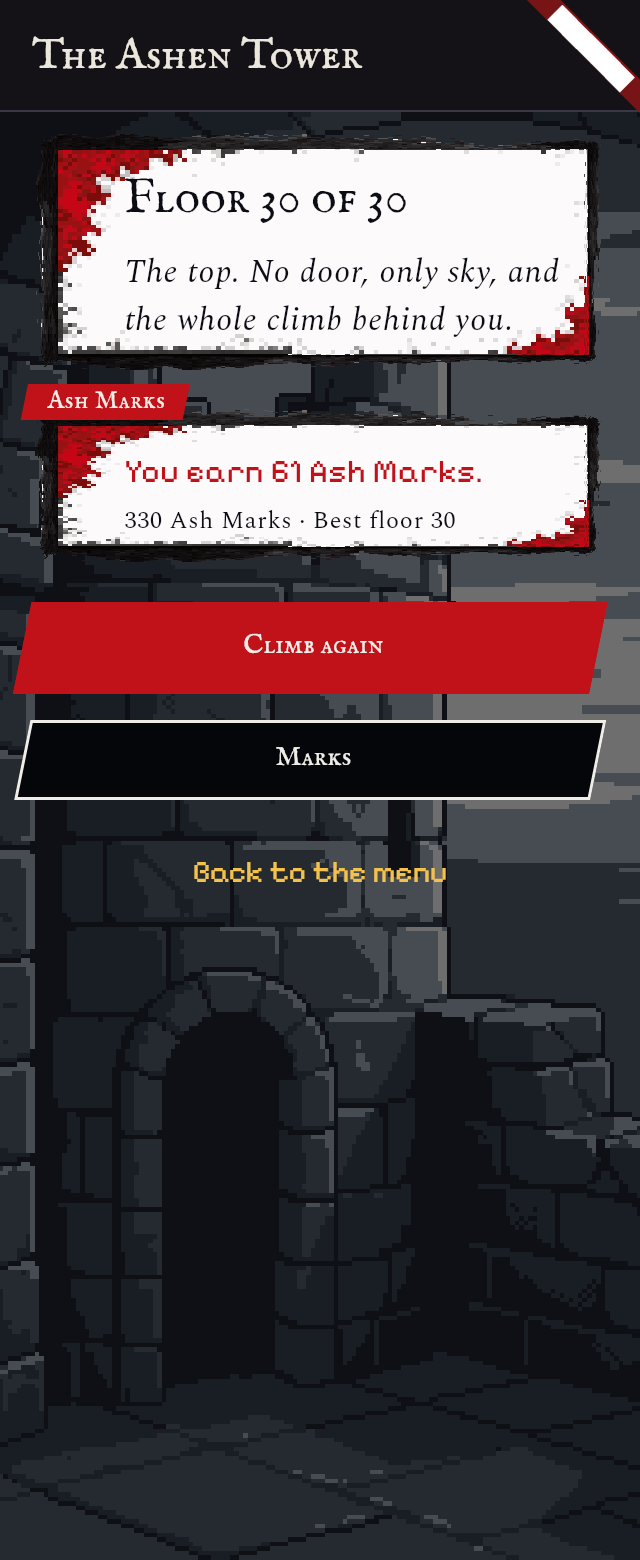 The Ashen Tower
Floor 30 of 30
The top. No door, only sky, and
the whole climb behind you.
Ash Marks
You earn 61 Ash Marks.
330 Ash Marks · Best floor 30
Climb again
Marks
Back to the menu